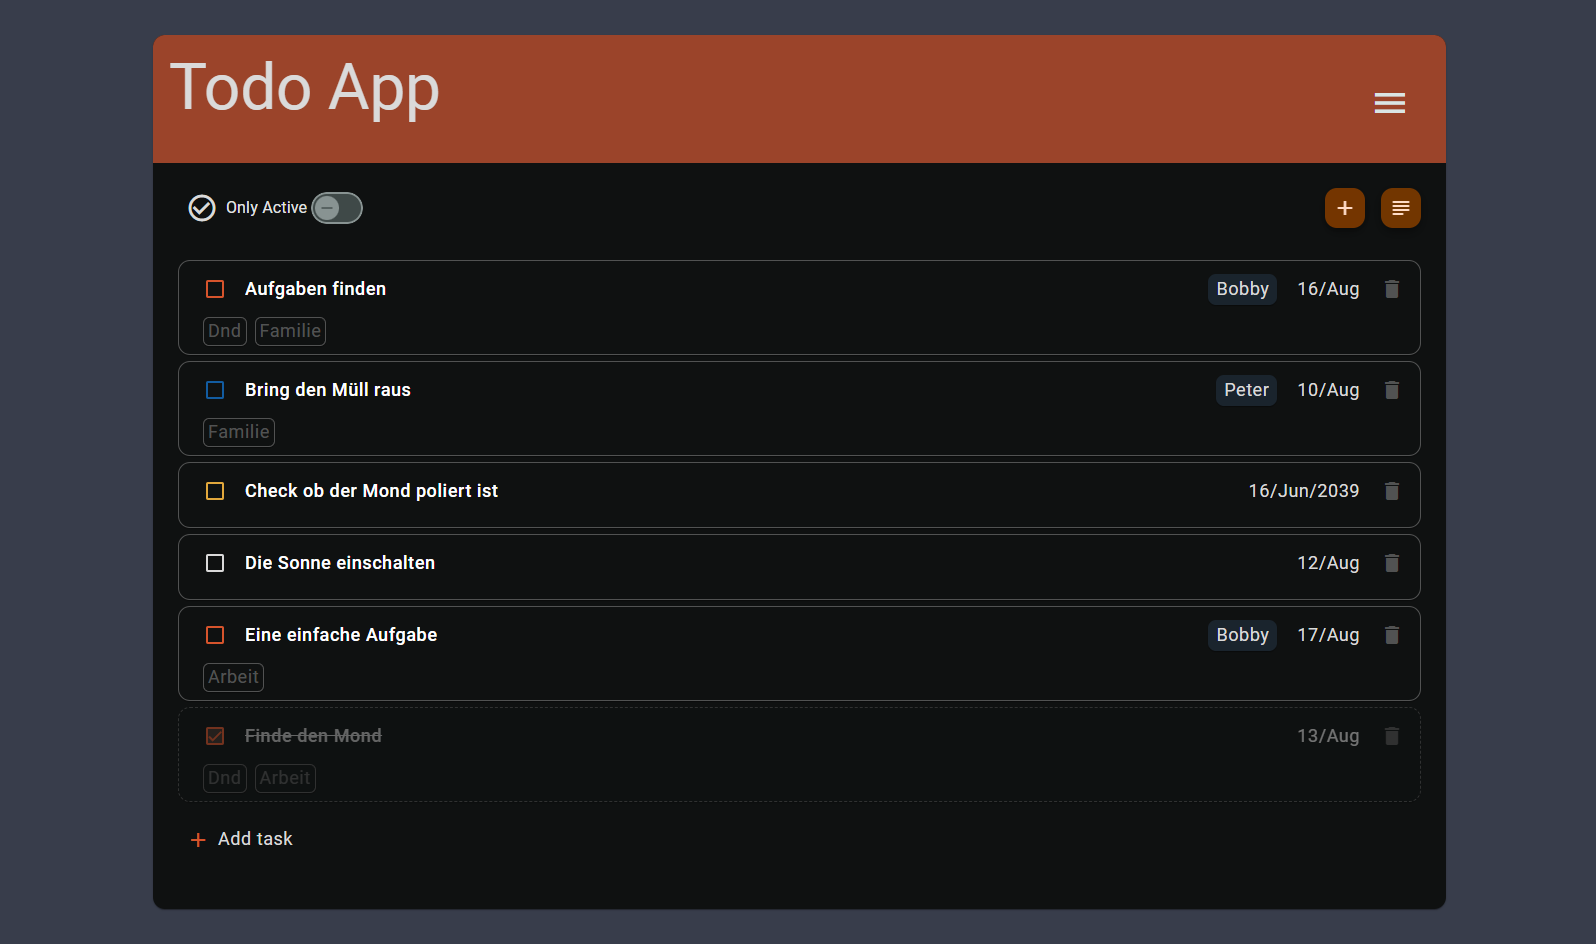 Todo App
Only Active
Aufgaben finden Bobby 16/Aug
Dnd Familie
Bring den Müll raus Peter 10/Aug
Familie
Check ob der Mond poliert ist 16/Jun/2039
Die Sonne einschalten 12/Aug
Eine einfache Aufgabe Bobby 17/Aug
Arbeit
Finde den Mond 13/Aug
Dnd Arbeit
Add task